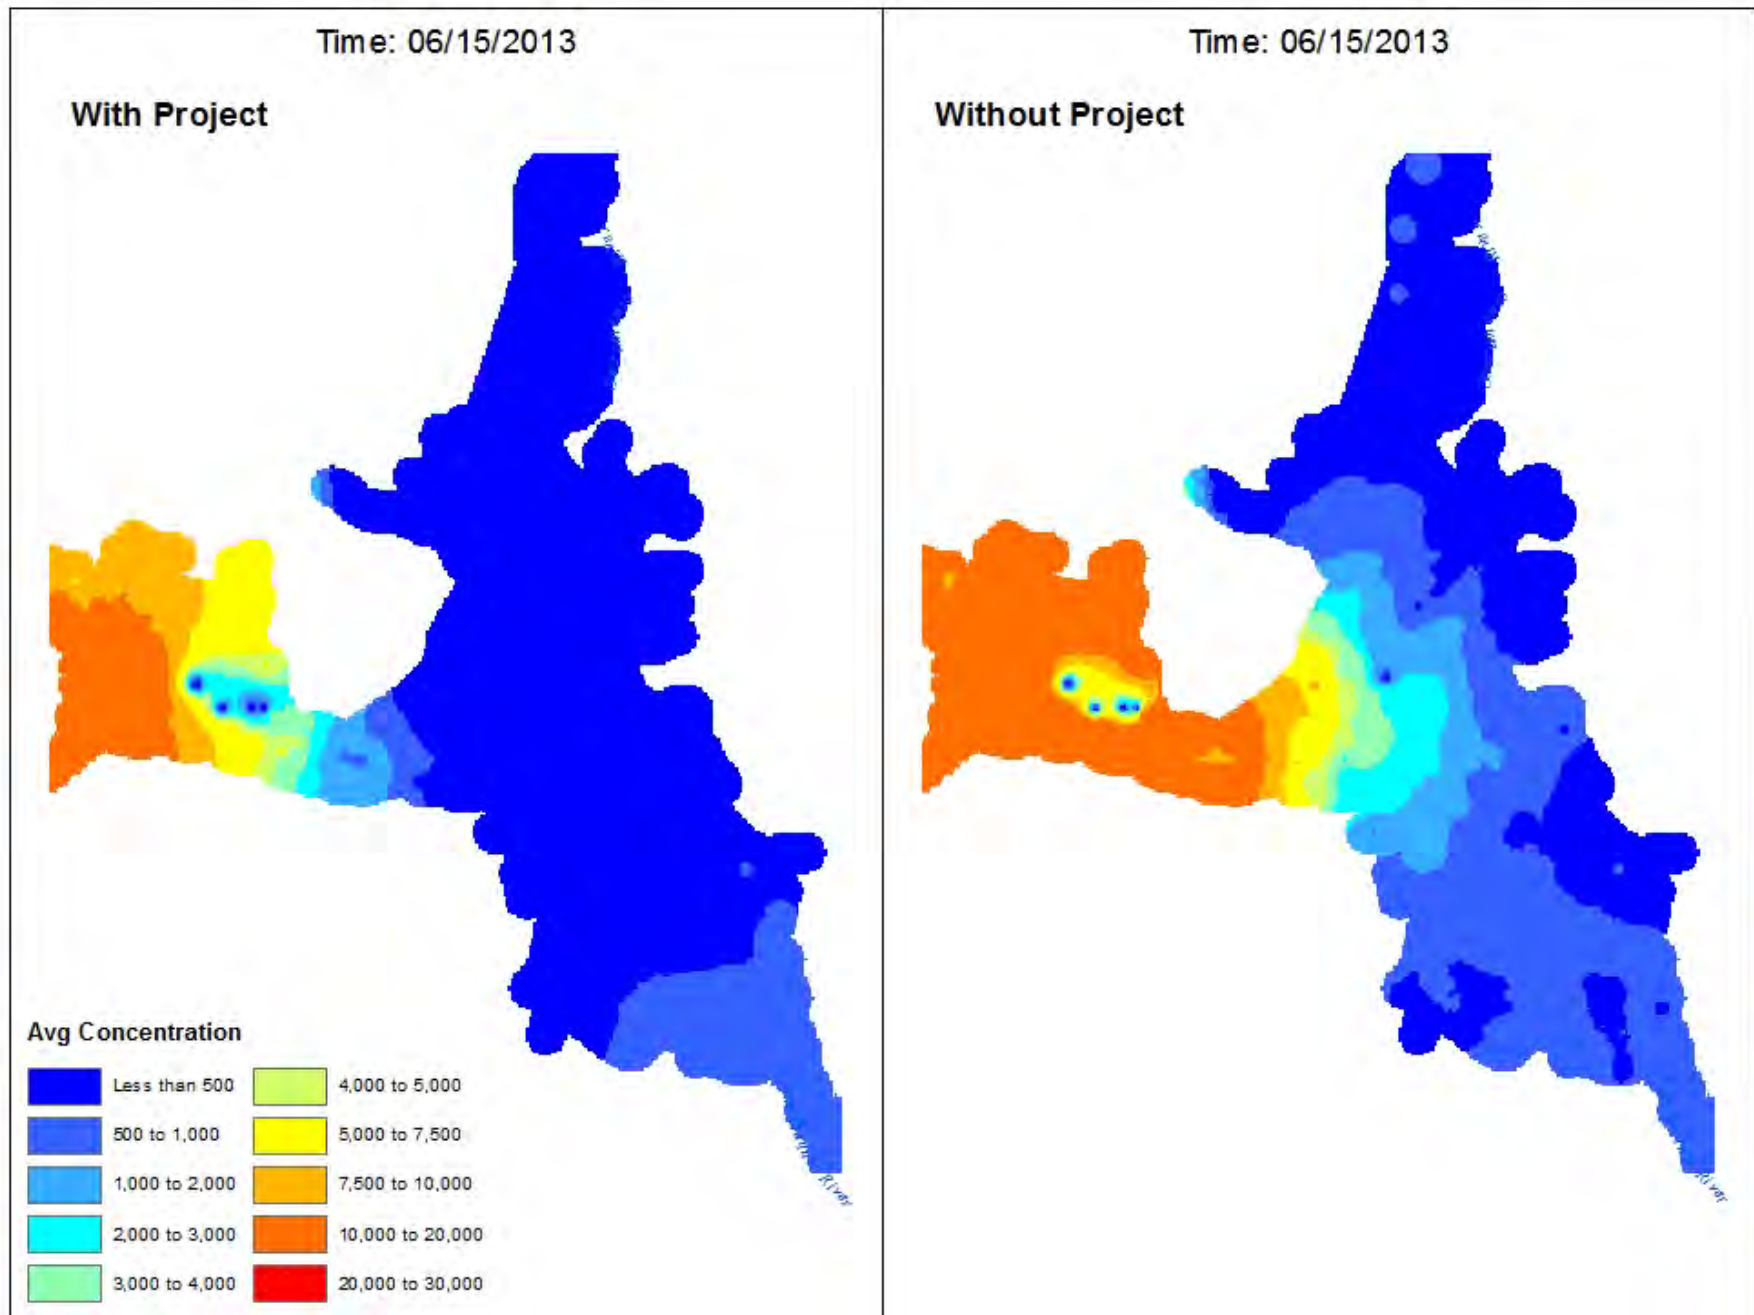 Time: 06/15/2013
With Project
Time: 06/15/2013
Without Project
Avg Concentration
Less than 500
500 to 1,000
1,000 to 2,000
2,000 to 3,000
3,000 to 4,000
4,000 to 5,000
5,000 to 7,500
7,500 to 10,000
10,000 to 20,000
20,000 to 30,000
River
River